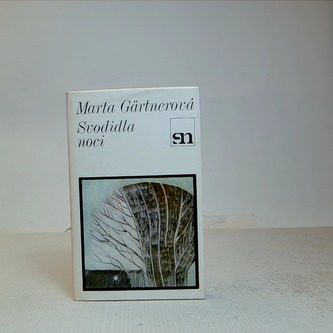 Marta Gärtnerová
Svodidla
noci
sn